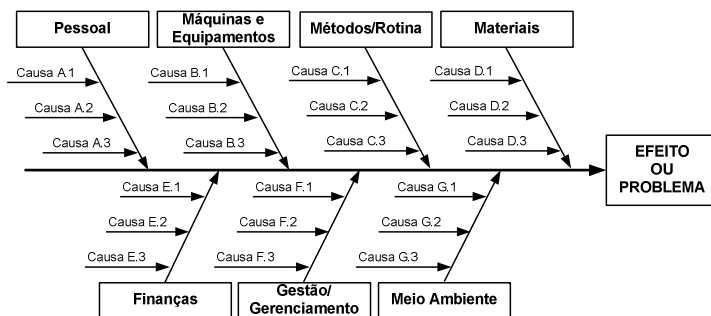 Pessoal
Máquinas e
Equipamentos
Métodos/Rotina
Materiais
Causa A.1
Causa B.1
Causa C.1
Causa D.1
Causa A.2
Causa B.2
Causa C.2
Causa D.2
Causa A.3
Causa B.3
Causa C.3
Causa D.3
EFEITO
OU
PROBLEMA
Causa E.1
Causa F.1
Causa G.1
Causa E.2
Causa F.2
Causa G.2
Causa E.3
Causa F.3
Causa G.3
Finanças
Gestão/
Gerenciamento
Meio Ambiente